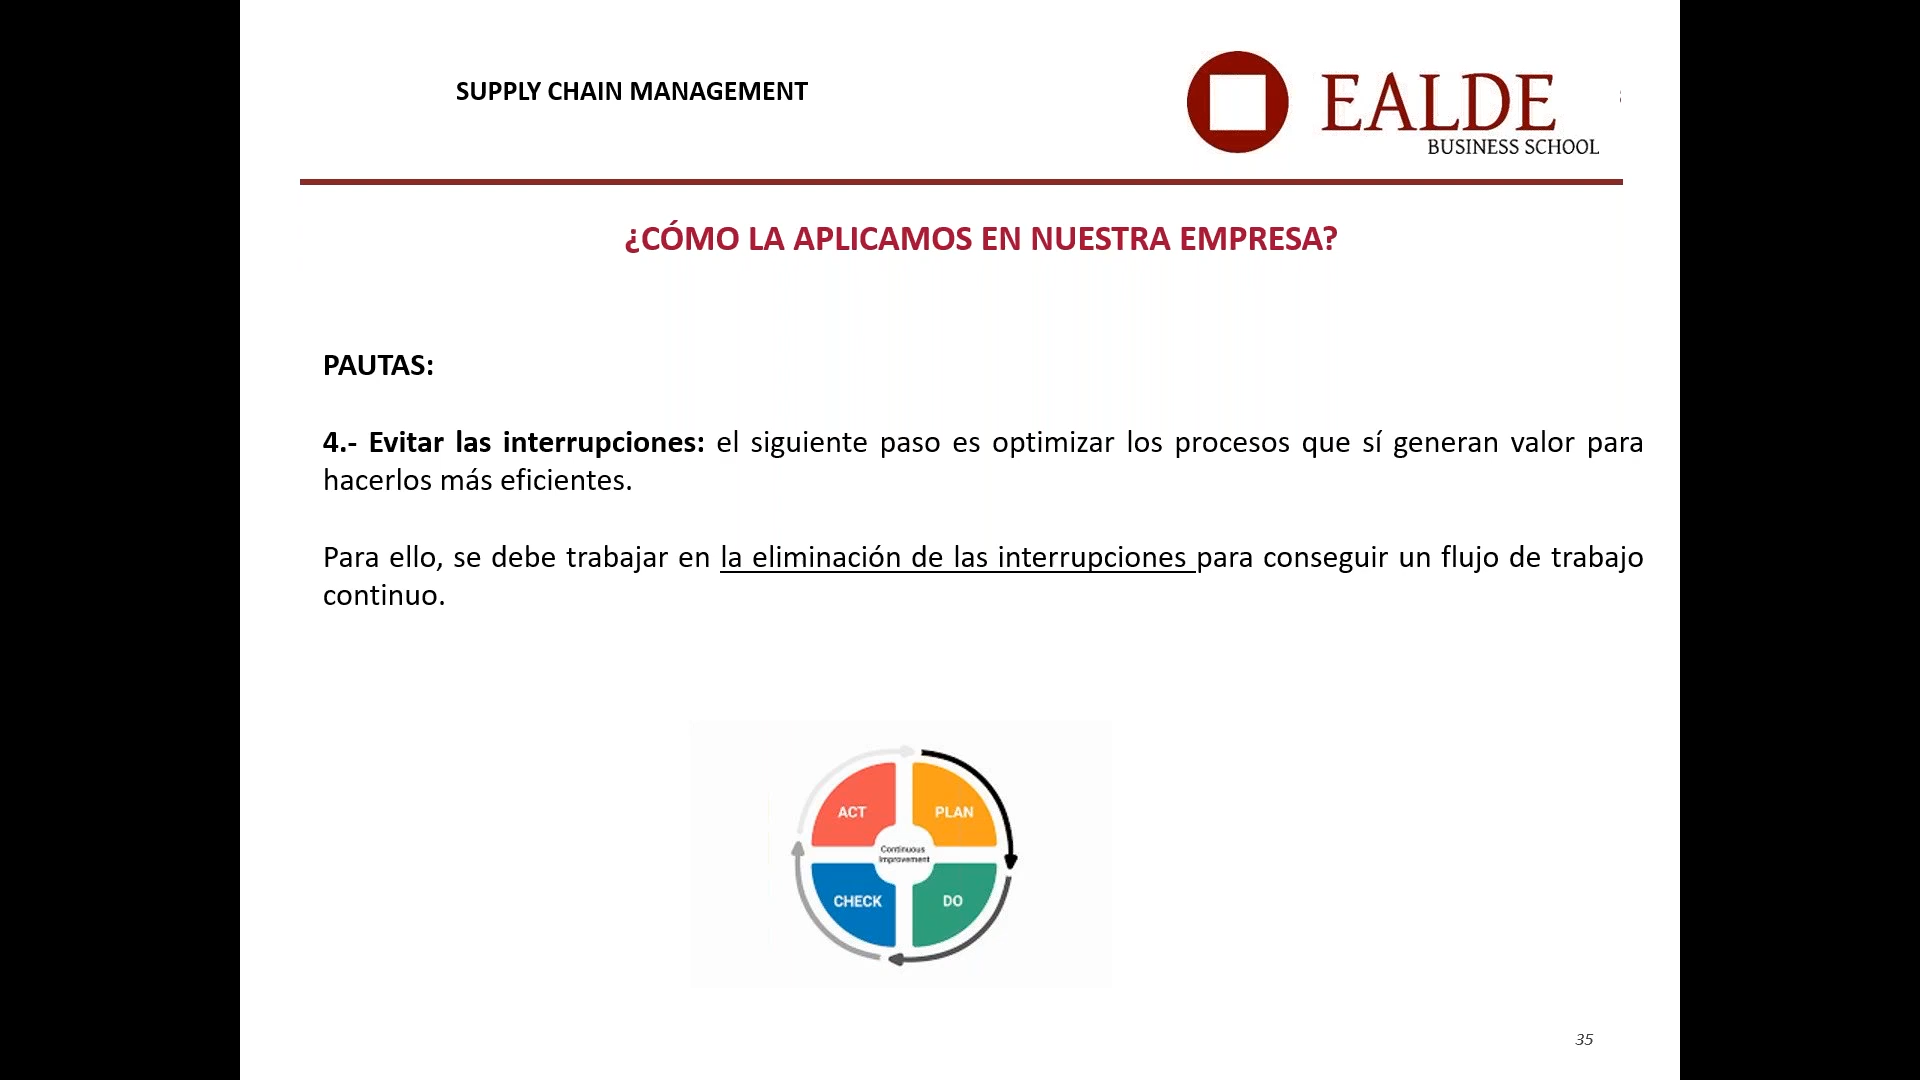 SUPPLY CHAIN MANAGEMENT
EALDE
BUSINESS SCHOOL
¿CÓMO LA APLICAMOS EN NUESTRA EMPRESA?
PAUTAS:
4.- Evitar las interrupciones: el siguiente paso es optimizar los procesos que sí generan valor para
hacerlos más eficientes.
Para ello, se debe trabajar en la eliminación de las interrupciones para conseguir un flujo de trabajo
continuo.
ACT
PLAN
Continuous
Improvement
CHECK
DO
35